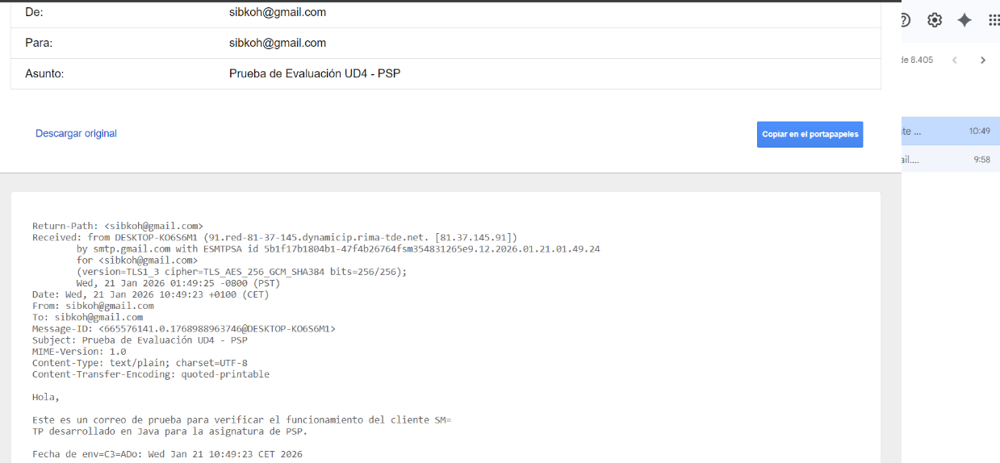 De: sibkoh@gmail.com
Para: sibkoh@gmail.com
Asunto: Prueba de Evaluación UD4 - PSP
de 8.405
Descargar original
Copiar en el portapapeles
te ... 10:49
ail.... 9:58
Return-Path: <sibkoh@gmail.com>
Received: from DESKTOP-KO6S6M1 (91.red-81-37-145.dynamicip.rima-tde.net. [81.37.145.91])
by smtp.gmail.com with ESMTPSA id 5b1f17b1804b1-47f4b26764fsm354831265e9.12.2026.01.21.01.49.24
for <sibkoh@gmail.com>
(version=TLS1_3 cipher=TLS_AES_256_GCM_SHA384 bits=256/256);
Wed, 21 Jan 2026 01:49:25 -0800 (PST)
Date: Wed, 21 Jan 2026 10:49:23 +0100 (CET)
From: sibkoh@gmail.com
To: sibkoh@gmail.com
Message-ID: <665576141.0.1768988963746@DESKTOP-KO6S6M1>
Subject: Prueba de Evaluación UD4 - PSP
MIME-Version: 1.0
Content-Type: text/plain; charset=UTF-8
Content-Transfer-Encoding: quoted-printable
Hola,
Este es un correo de prueba para verificar el funcionamiento del cliente SM=
TP desarrollado en Java para la asignatura de PSP.
Fecha de env=C3=ADo: Wed Jan 21 10:49:23 CET 2026